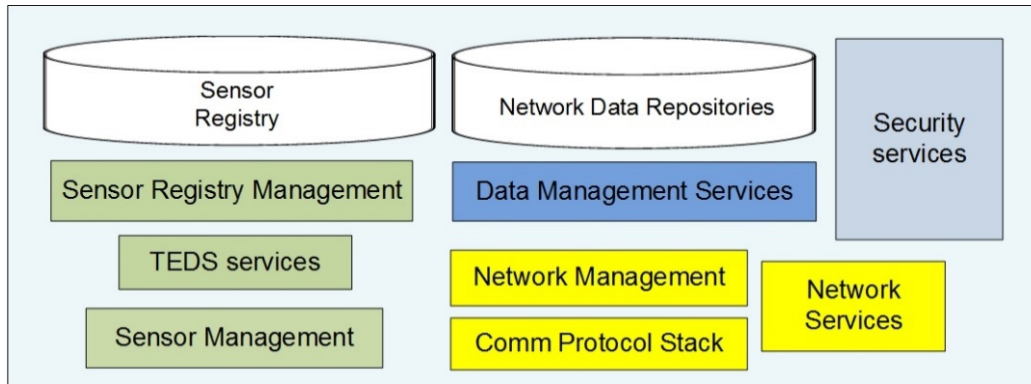 Sensor
Registry
Network Data Repositories
Security
services
Sensor Registry Management
Data Management Services
TEDS services
Network Management
Network
Services
Sensor Management
Comm Protocol Stack